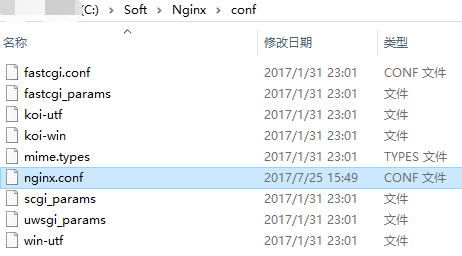 (C:) > Soft > Nginx > conf
名称 修改日期 类型
fastcgi.conf 2017/1/31 23:01 CONF 文件
fastcgi_params 2017/1/31 23:01 文件
koi-utf 2017/1/31 23:01 文件
koi-win 2017/1/31 23:01 文件
mime.types 2017/1/31 23:01 TYPES 文件
nginx.conf 2017/7/25 15:49 CONF 文件
scgi_params 2017/1/31 23:01 文件
uwsgi_params 2017/1/31 23:01 文件
win-utf 2017/1/31 23:01 文件